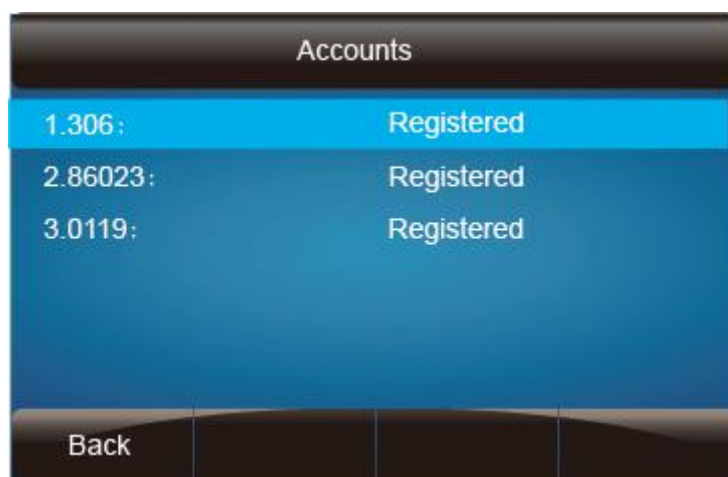 Accounts
1.306： Registered
2.86023： Registered
3.0119： Registered
Back